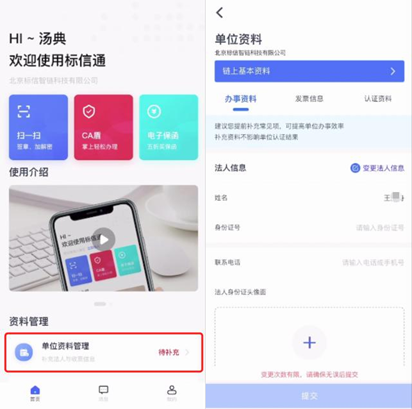 HI ~ 汤典
欢迎使用标信通
北京标信智链科技有限公司
扫一扫
签章、加解密
CA惠
掌上轻松办理
电子保函
使用介绍
HI ~ 汤典
欢迎使用标信通
资料管理
单位资料管理
待补充
首页
我的
单位资料
北京标信智链科技有限公司
链上基本资料
办事资料
发票信息
认证资料
建议您提前补充常见项，可提高单位办事效率
补充资料不影响单位认证结果
法人信息
变更法人信息
姓名
王
身份证号
请输入身份证号
联系电话
请输入电话或手机号
法人身份证头像面
变更次数有限，请确保无误后提交
提交